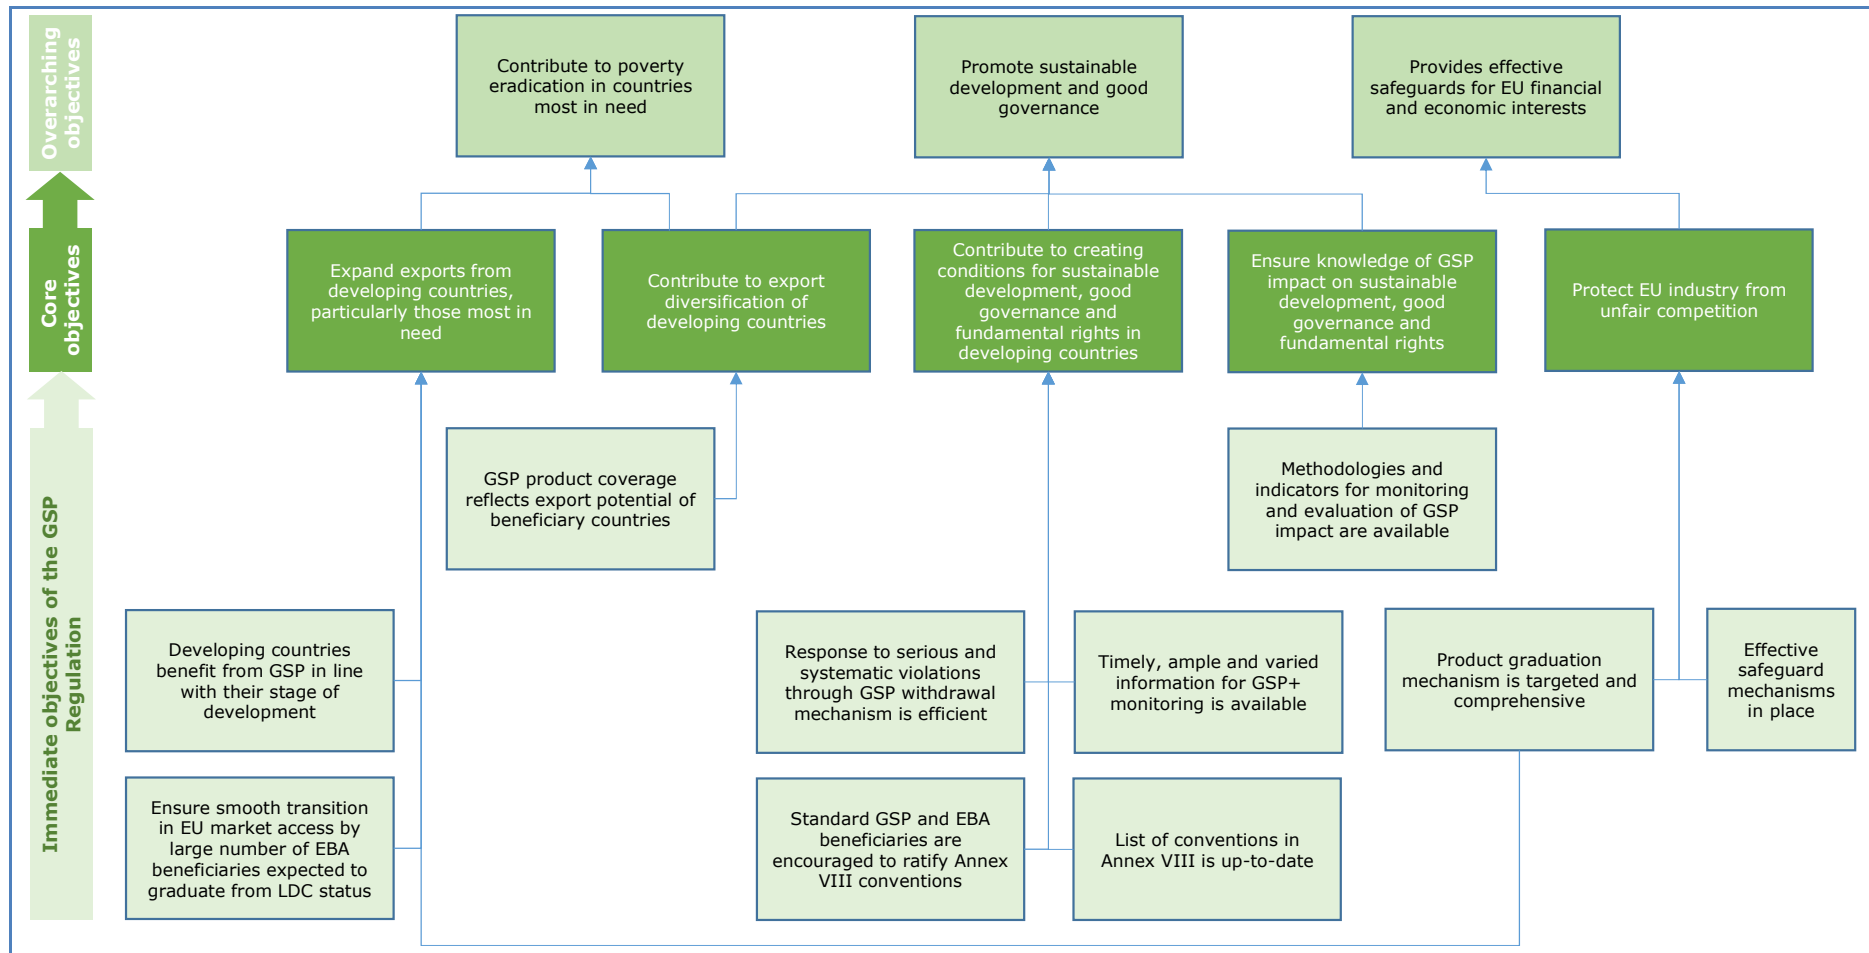 Overarching
objectives
Contribute to poverty
eradication in countries
most in need
Promote sustainable
development and good
governance
Provides effective
safeguards for EU financial
and economic interests
Core
objectives
Expand exports from
developing countries,
particularly those most in
need
Contribute to export
diversification of
developing countries
Contribute to creating
conditions for sustainable
development, good
governance and
fundamental rights in
developing countries
Ensure knowledge of GSP
impact on sustainable
development, good
governance and
fundamental rights
Protect EU industry from
unfair competition
Immediate objectives of the GSP
Regulation
GSP product coverage
reflects export potential of
beneficiary countries
Methodologies and
indicators for monitoring
and evaluation of GSP
impact are available
Developing countries
benefit from GSP in line
with their stage of
development
Response to serious and
systematic violations
through GSP withdrawal
mechanism is efficient
Timely, ample and varied
information for GSP+
monitoring is available
Product graduation
mechanism is targeted and
comprehensive
Effective
safeguard
mechanisms
in place
Ensure smooth transition
in EU market access by
large number of EBA
beneficiaries expected to
graduate from LDC status
Standard GSP and EBA
beneficiaries are
encouraged to ratify Annex
VIII conventions
List of conventions in
Annex VIII is up-to-date